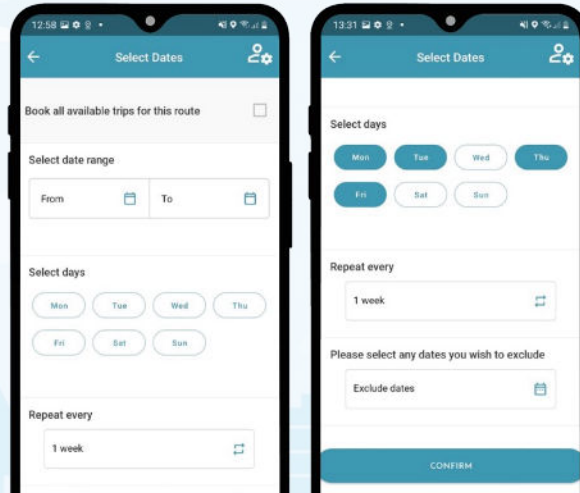 12:58
Select Dates
Book all available trips for this route
Select date range
From To
Select days
Mon Tue Wed Thu
Fri Sat Sun
Repeat every
1 week
13:31
Select Dates
Select days
Mon Tue Wed Thu
Fri Sat Sun
Repeat every
1 week
Please select any dates you wish to exclude
Exclude dates
CONFIRM